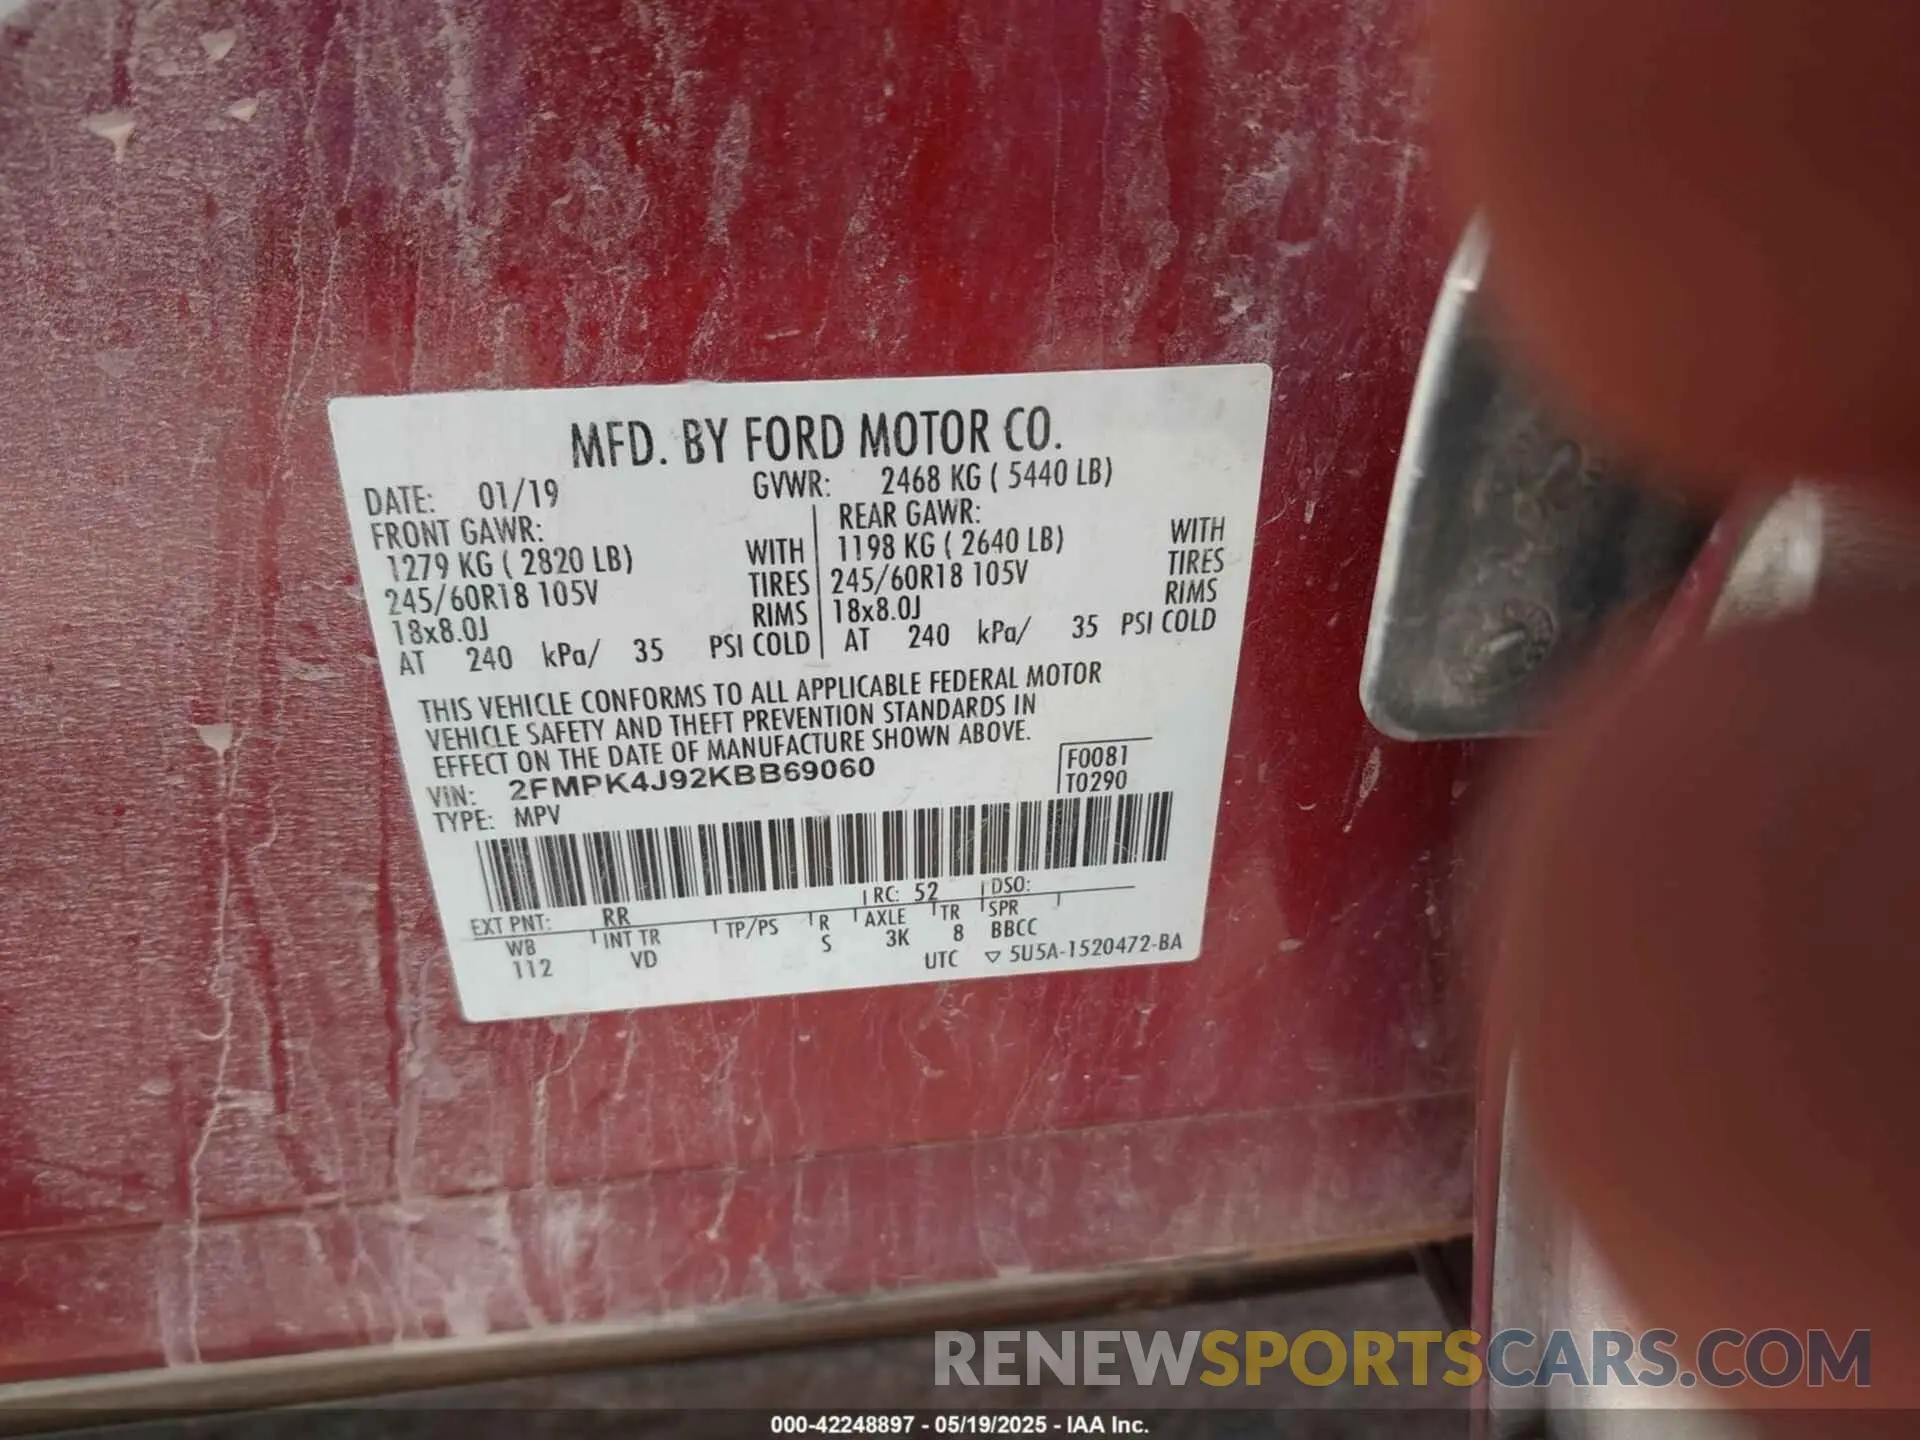 MFD. BY FORD MOTOR CO.
DATE: 01/19 GVWR: 2468 KG ( 5440 LB)
FRONT GAWR: REAR GAWR:
1279 KG ( 2820 LB) WITH 1198 KG ( 2640 LB) WITH
245/60R18 105V TIRES 245/60R18 105V TIRES
18x8.0J RIMS 18x8.0J RIMS
AT 240 kPa/ 35 PSI COLD AT 240 kPa/ 35 PSI COLD
THIS VEHICLE CONFORMS TO ALL APPLICABLE FEDERAL MOTOR
VEHICLE SAFETY AND THEFT PREVENTION STANDARDS IN
EFFECT ON THE DATE OF MANUFACTURE SHOWN ABOVE.
VIN: 2FMPK4J92KBB69060 F0081
TYPE: MPV T0290
EXT PNT: RR RC: 52 DSO:
WB INT TR TP/PS R AXLE TR SPR
112 VD S 3K 8 BBCC
UTC ▽ 5U5A-1520472-BA
RENEWSPORTSCARS.COM
000-42248897 - 05/19/2025 - IAA Inc.